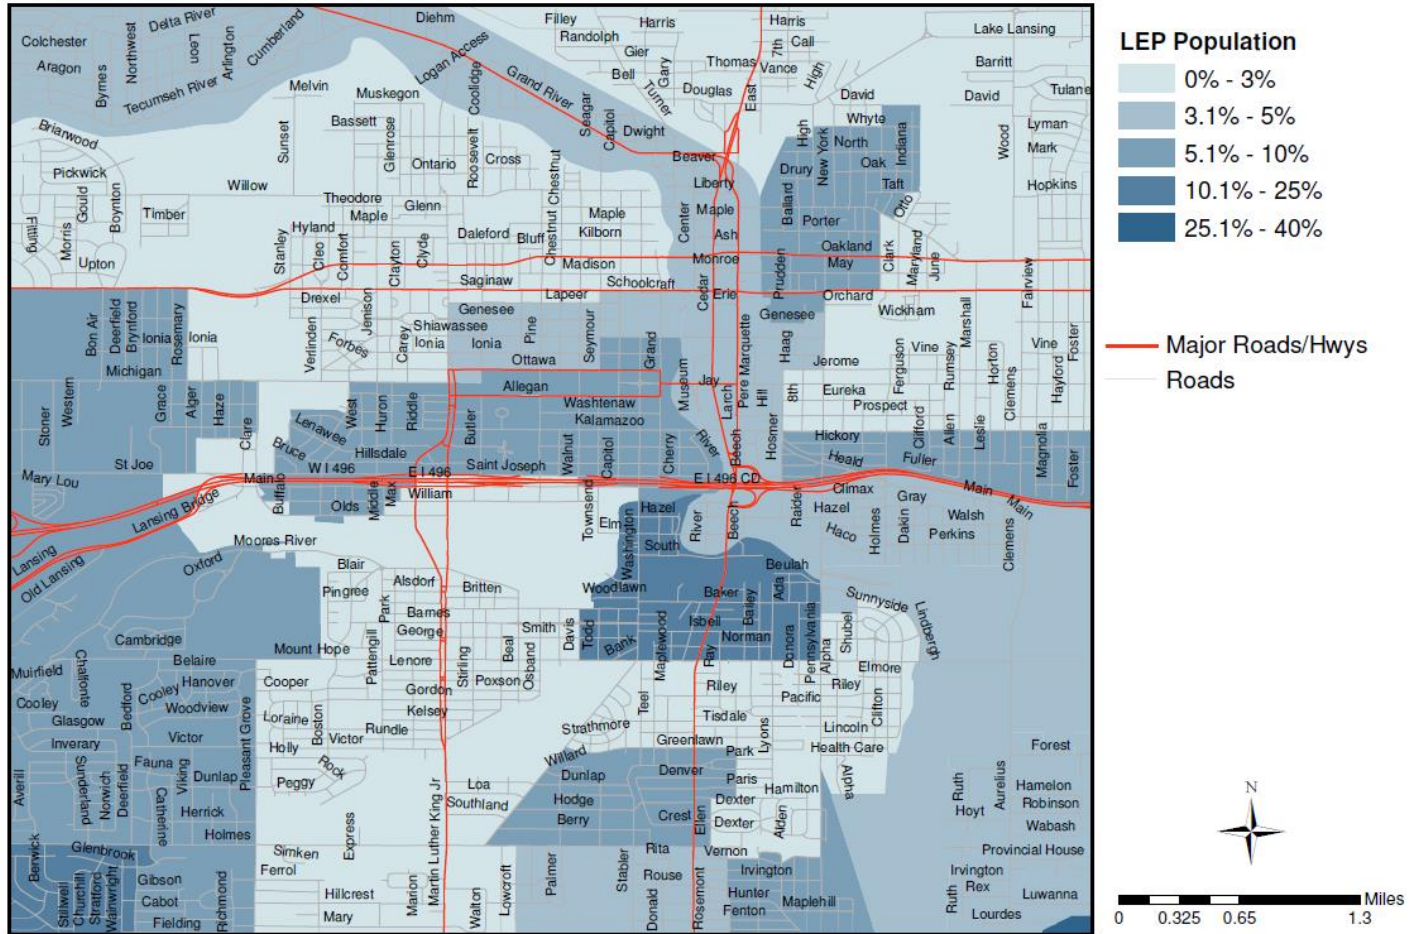 Colchester
Delta River
Diehm
Filley
Harris
Harris
Lake Lansing
Aragon
Northwest
Leon
Arlington
Cumberland
Logan Access
Randolph
Gier
7th
Call
Barritt
Byrnes
Tecumseh River
Melvin
Muskegon
Coolidge
Grand River
Bell
Gary
Turner
Thomas
Vance
High
Douglas
East
David
David
Tulane
Briarwood
Sunset
Bassett
Glenrose
Roosevelt
Seagar
Capitol
Dwight
Whyte
High
New York
North
Indiana
Wood
Lyman
Mark
Pickwick
Ontario
Cross
Beaver
Drury
Oak
Gould
Boynton
Willow
Chestnut
Liberty
Taft
Hopkins
Fitting
Morris
Timber
Theodore
Maple
Glenn
Chestnut
Maple
Kilborn
Center
Maple
Ballard
Porter
Otto
Hyland
Daleford
Bluff
Ash
Upton
Stanley
Cleo
Comfort
Clayton
Clyde
Madison
Monroe
Prudden
Oakland
May
Clark
Maryland
June
Fairview
Saginaw
Schoolcraft
Drexel
Lapeer
Cedar
Erie
Orchard
Bon Air
Deerfield
Brynford
Ionia
Rosemary
Ionia
Verlinden
Jenison
Forbes
Carey
Shiawassee
Ionia
Genesee
Ionia
Pine
Seymour
Grand
Pere Marquette
Genesee
Haag
Wickham
Marshall
Vine
Vine
Foster
Michigan
Ottawa
Museum
Jerome
Ferguson
Rumsey
Horton
Western
Stoner
Grace
Alger
Haze
West
Huron
Riddle
Allegan
Washtenaw
Kalamazoo
Jay
Larch
Hill
8th
Eureka
Prospect
Clemens
Hayford
Clare
Lenawee
Bruce
Hillsdale
Butler
Walnut
Capitol
Cherry
River
Beech
Hosmer
Hickory
Clifford
Allen
Leslie
Magnolia
Foster
St Joe
W I 496
E I 496
Saint Joseph
Heald
Fuller
Mary Lou
Main
E I 496 CD
Lansing Bridge
Buffalo
Olds
Middle
Max
William
Townsend
Elm
Washington
Hazel
River
Beech
Raider
Climax
Hazel
Gray
Main
Main
Walsh
Moores River
South
Haco
Holmes
Dakin
Perkins
Clemens
Lansing
Old Lansing
Oxford
Blair
Pingree
Park
Alsdorf
Britten
Woodlawn
Baker
Beulah
Ada
Bailey
Sunnyside
Lindbergh
Barnes
George
Smith
Davis
Todd
Bank
Maplewood
Isbell
Norman
Donora
Pennsylvania
Alpha
Shubel
Cambridge
Mount Hope
Pattengill
Stirling
Beal
Osband
Ray
Muirfield
Chalfonte
Belaire
Lenore
Elmore
Cooley
Cooley
Hanover
Woodview
Cooper
Gordon
Poxson
Teel
Riley
Pacific
Riley
Clifton
Glasgow
Bedford
Pleasant Grove
Loraine
Boston
Kelsey
Rundle
Strathmore
Tisdale
Lyons
Lincoln
Inverary
Victor
Holly
Victor
Greenlawn
Health Care
Forest
Averill
Sunderland
Norwich
Deerfield
Fauna
Viking
Dunlap
Rock
Peggy
Willard
Dunlap
Denver
Park
Paris
Alpha
Loa
Southland
Hodge
Berry
Crest
Ellen
Dexter
Dexter
Hamilton
Alden
Ruth
Hoyt
Aurelius
Hamelon
Robinson
Wabash
Catherine
Herrick
Holmes
Berwick
Glenbrook
Express
Martin Luther King Jr
Simken
Ferrol
Rita
Vernon
Provincial House
Stillwell
Churchill
Stratford
Wainwright
Gibson
Cabot
Fielding
Richmond
Hillcrest
Mary
Marion
Walton
Lowcroft
Palmer
Stabler
Rouse
Donald
Rosemont
Irvington
Hunter
Fenton
Maplehill
Irvington
Rex
Ruth
Lourdes
Luwanna
LEP Population
0% - 3%
3.1% - 5%
5.1% - 10%
10.1% - 25%
25.1% - 40%
Major Roads/Hwys
Roads
N
Miles
0 0.325 0.65 1.3